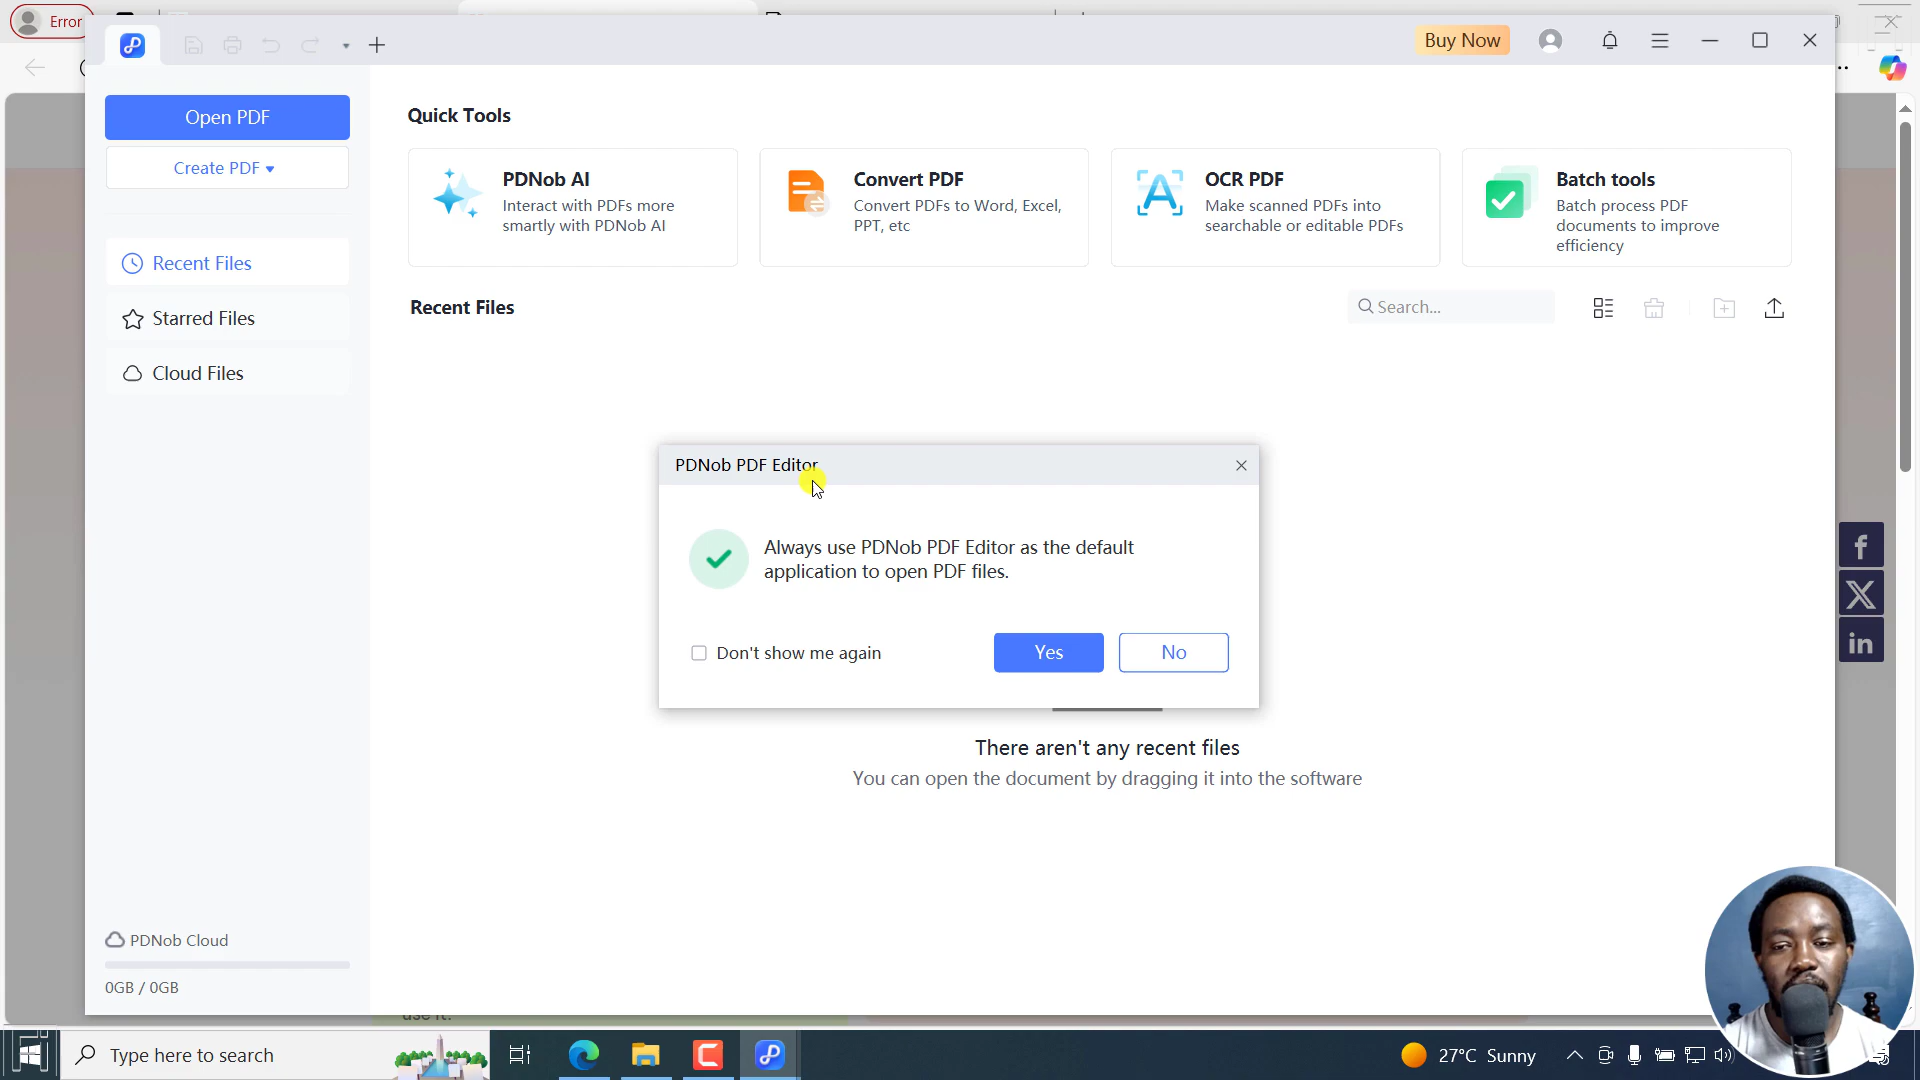 Error
Buy Now
Open PDF
Create PDF
Recent Files
Starred Files
Cloud Files
Quick Tools
PDNob AI
Interact with PDFs more
smartly with PDNob AI
Convert PDF
Convert PDFs to Word, Excel,
PPT, etc
OCR PDF
Make scanned PDFs into
searchable or editable PDFs
Batch tools
Batch process PDF
documents to improve
efficiency
Recent Files
Search...
PDNob PDF Editor
Always use PDNob PDF Editor as the default
application to open PDF files.
Don't show me again
Yes
No
There aren't any recent files
You can open the document by dragging it into the software
PDNob Cloud
0GB / 0GB
use it.
Type here to search
27°C Sunny